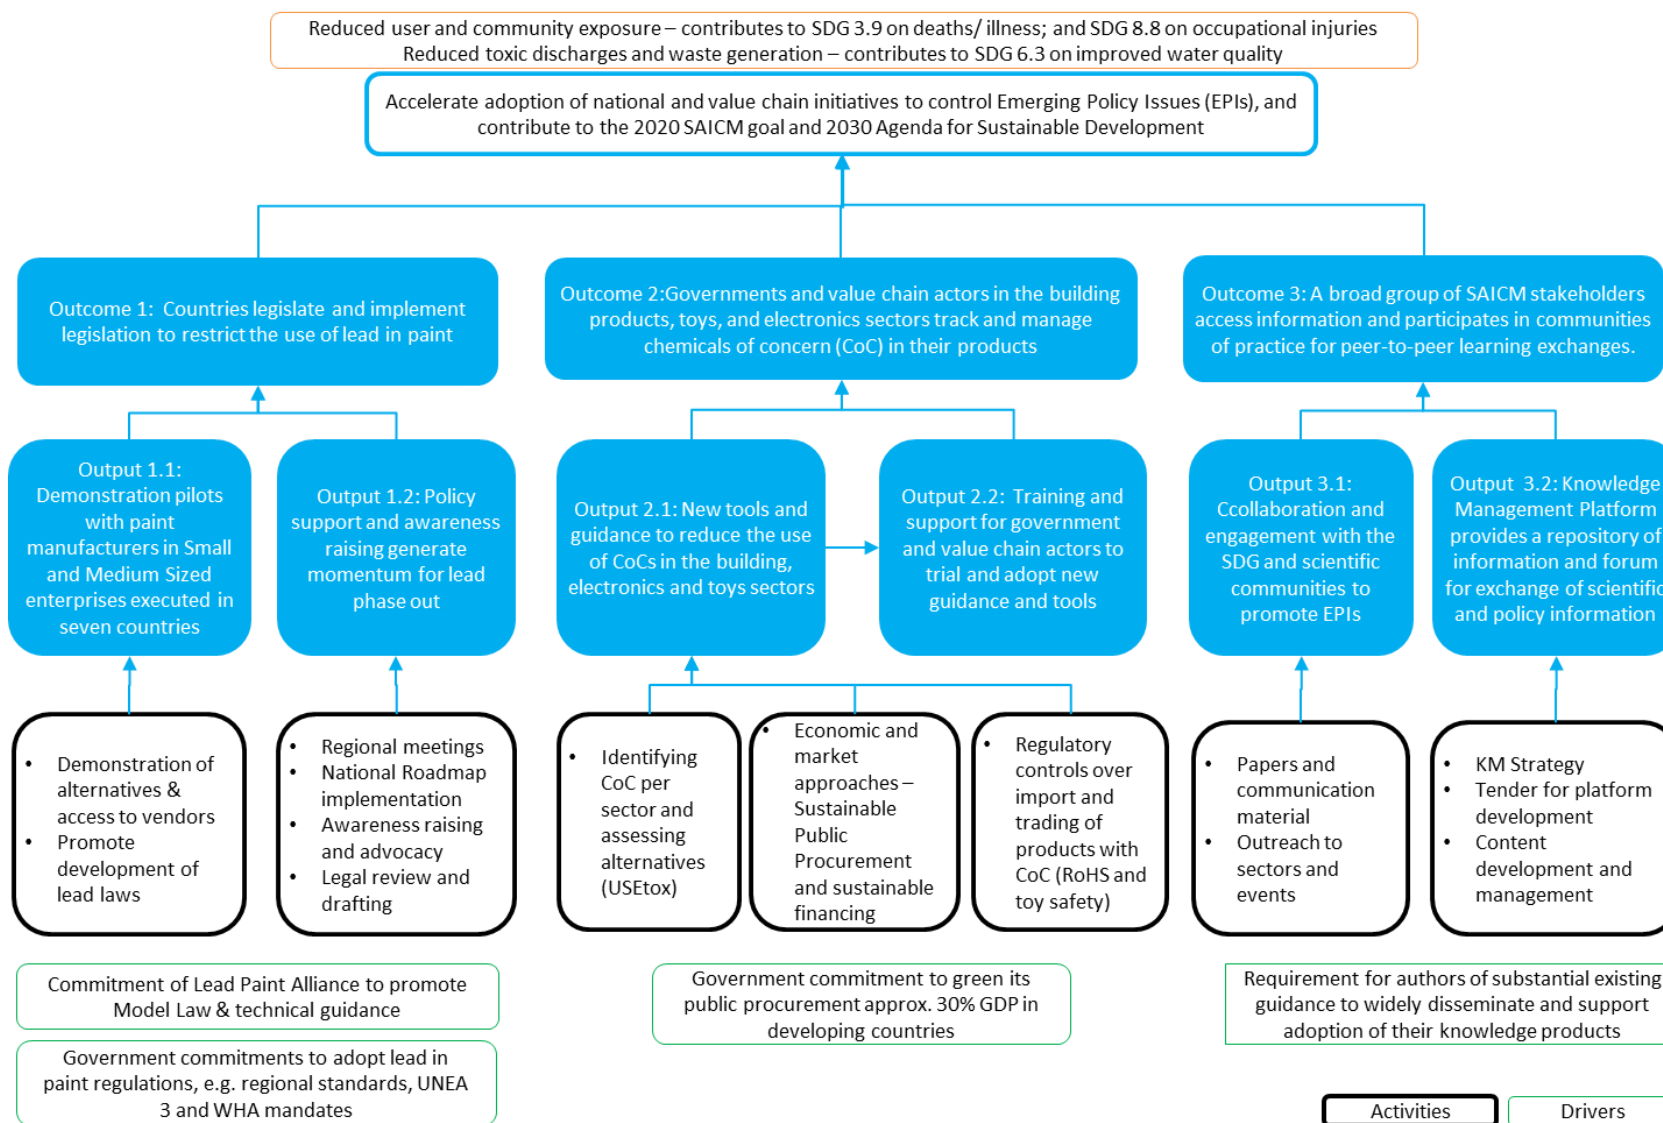 Reduced user and community exposure – contributes to SDG 3.9 on deaths/ illness; and SDG 8.8 on occupational injuries
Reduced toxic discharges and waste generation – contributes to SDG 6.3 on improved water quality
Accelerate adoption of national and value chain initiatives to control Emerging Policy Issues (EPIs), and
contribute to the 2020 SAICM goal and 2030 Agenda for Sustainable Development
Outcome 1: Countries legislate and implement
legislation to restrict the use of lead in paint
Outcome 2:Governments and value chain actors in the building
products, toys, and electronics sectors track and manage
chemicals of concern (CoC) in their products
Outcome 3: A broad group of SAICM stakeholders
access information and participates in communities
of practice for peer-to-peer learning exchanges.
Output 1.1:
Demonstration pilots
with paint
manufacturers in Small
and Medium Sized
enterprises executed in
seven countries
Output 1.2: Policy
support and awareness
raising generate
momentum for lead
phase out
Output 2.1: New tools and
guidance to reduce the use
of CoCs in the building,
electronics and toys sectors
Output 2.2: Training and
support for government
and value chain actors to
trial and adopt new
guidance and tools
Output 3.1:
Ccollaboration and
engagement with the
SDG and scientific
communities to
promote EPIs
Output 3.2: Knowledge
Management Platform
provides a repository of
information and forum
for exchange of scientific
and policy information
• Demonstration of
alternatives &
access to vendors
• Promote
development of
lead laws
• Regional meetings
• National Roadmap
implementation
• Awareness raising
and advocacy
• Legal review and
drafting
• Identifying
CoC per
sector and
assessing
alternatives
(USEtox)
• Economic and
market
approaches –
Sustainable
Public
Procurement
and sustainable
financing
• Regulatory
controls over
import and
trading of
products with
CoC (RoHS and
toy safety)
• Papers and
communication
material
• Outreach to
sectors and
events
• KM Strategy
• Tender for platform
development
• Content
development and
management
Commitment of Lead Paint Alliance to promote
Model Law & technical guidance
Government commitments to adopt lead in
paint regulations, e.g. regional standards, UNEA
3 and WHA mandates
Government commitment to green its
public procurement approx. 30% GDP in
developing countries
Requirement for authors of substantial existing
guidance to widely disseminate and support
adoption of their knowledge products
Activities
Drivers